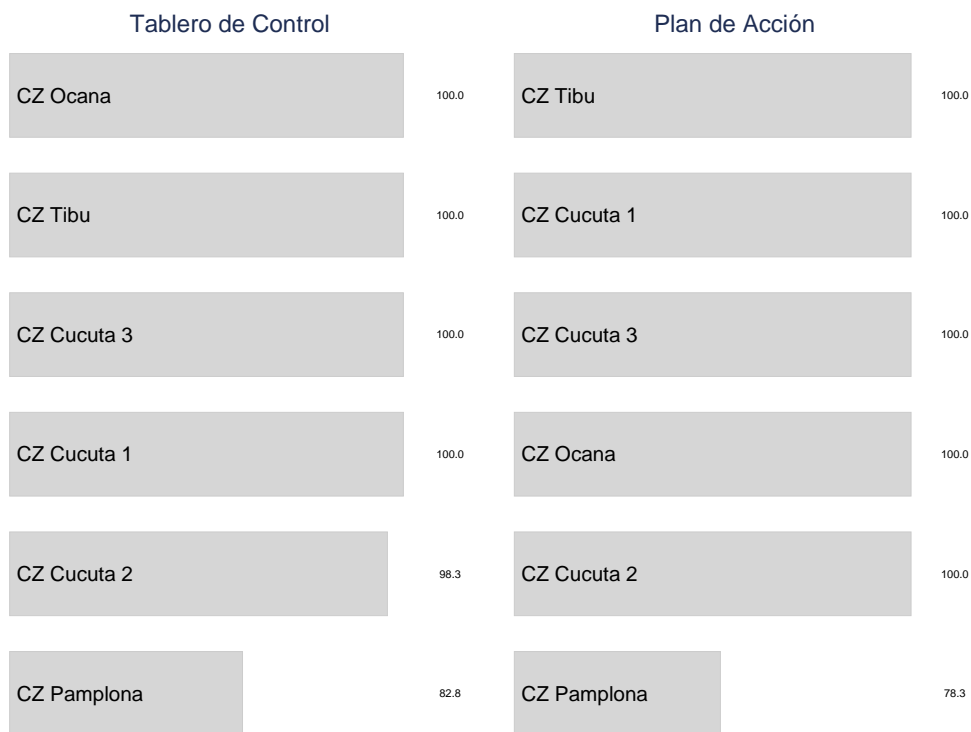 Tablero de Control
CZ Ocana 100.0
CZ Tibu 100.0
CZ Cucuta 3 100.0
CZ Cucuta 1 100.0
CZ Cucuta 2 98.3
CZ Pamplona 82.8
Plan de Acción
CZ Tibu 100.0
CZ Cucuta 1 100.0
CZ Cucuta 3 100.0
CZ Ocana 100.0
CZ Cucuta 2 100.0
CZ Pamplona 78.3